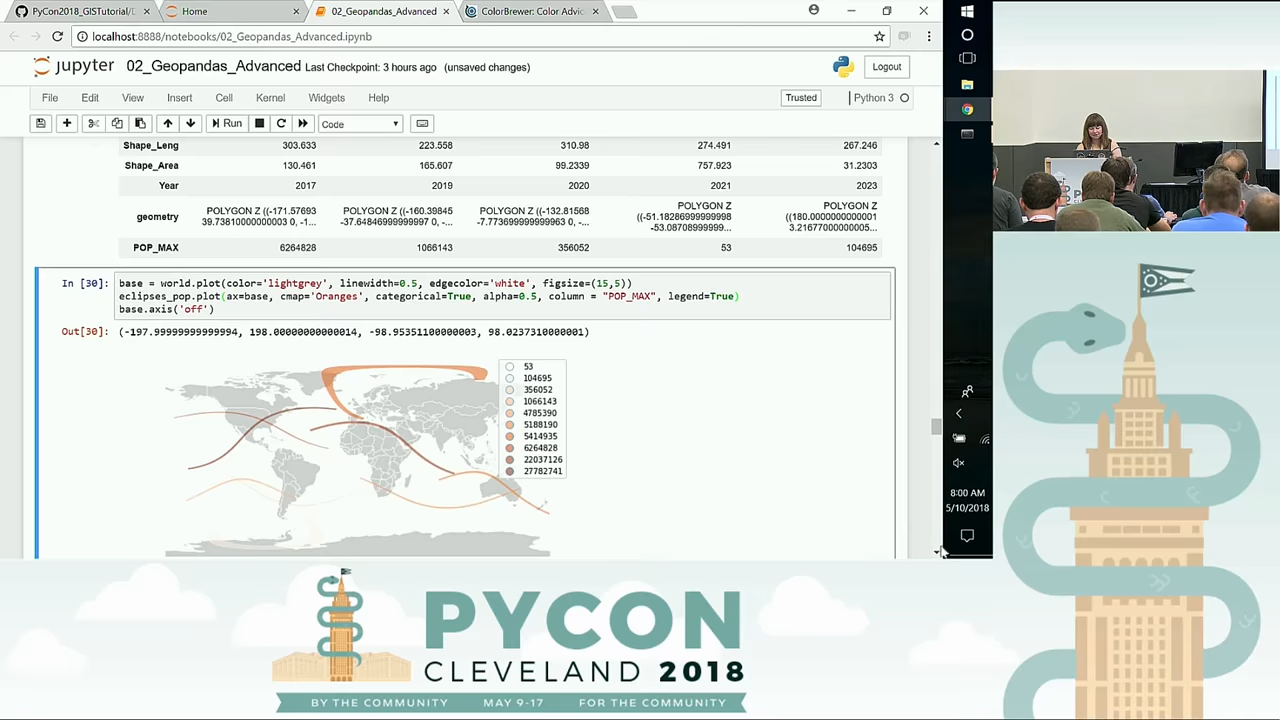 PyCon2018_GISTutorial/D
Home
02_Geopandas_Advanced
ColorBrewer: Color Advic
localhost:8888/notebooks/02_Geopandas_Advanced.ipynb
jupyter 02_Geopandas_Advanced Last Checkpoint: 3 hours ago (unsaved changes)
Logout
File Edit View Insert Cell Kernel Widgets Help
Trusted
Python 3
Run
Code
Shape_Leng 303.633 223.558 310.98 274.491 267.246
Shape_Area 130.461 165.607 99.2339 757.923 31.2303
Year 2017 2019 2020 2021 2023
geometry
POLYGON Z ((-171.57693
39.73810000000003 0, -1...
POLYGON Z ((-160.39845
-37.64846999999997 0, -...
POLYGON Z ((-132.81568
-7.773699999999963 0, -...
POLYGON Z
((-51.18286999999998
-53.08708999999...
POLYGON Z
((180.0000000000001
3.21677000000005...
POP_MAX 6264828 1066143 356052 53 104695
In [30]:
base = world.plot(color='lightgrey', linewidth=0.5, edgecolor='white', figsize=(15,5))
eclipses_pop.plot(ax=base, cmap='Oranges', categorical=True, alpha=0.5, column = "POP_MAX", legend=True)
base.axis('off')
Out[30]: (-197.99999999999994, 198.00000000000014, -98.95351100000003, 98.0237310000001)
53
104695
356052
1066143
4785390
5188190
5414935
6264828
22037126
27782741
8:00 AM
5/10/2018
PYCON
CLEVELAND 2018
BY THE COMMUNITY MAY 9-17 FOR THE COMMUNITY